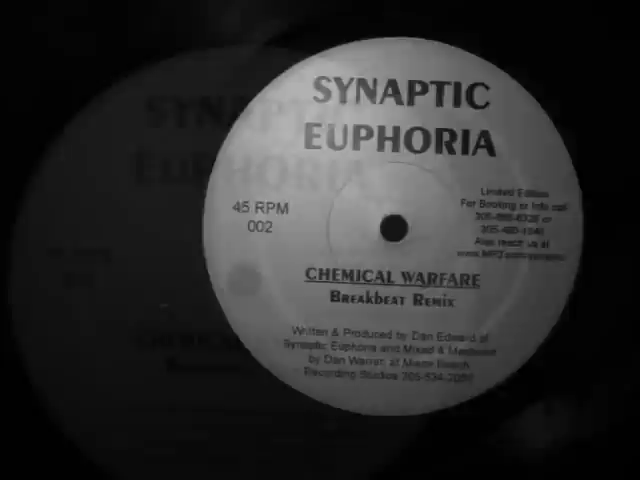 SYNAPTIC
EUPHORIA
45 RPM
002
Limited Edition
For Booking or Info call
or
Also reach us at
CHEMICAL WARFARE
Breakbeat Remix
Written & Produced by Dan Edward of
Synaptic Euphoria and Mixed & Mastered
by Dan Warren at Miami Beach
Recording Studios